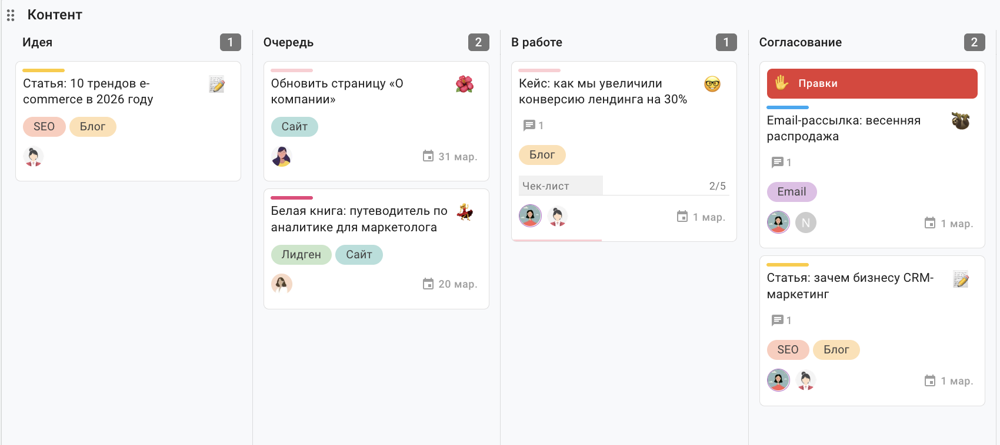 Контент
Идея
1
Статья: 10 трендов e-
commerce в 2026 году
SEO
Блог
Очередь
2
Обновить страницу «О
компании»
Сайт
31 мар.
Белая книга: путеводитель по
аналитике для маркетолога
Лидген
Сайт
20 мар.
В работе
1
Кейс: как мы увеличили
конверсию лендинга на 30%
1
Блог
Чек-лист
2/5
1 мар.
Согласование
2
Правки
Email-рассылка: весенняя
распродажа
1
Email
N
1 мар.
Статья: зачем бизнесу CRM-
маркетинг
1
SEO
Блог
1 мар.